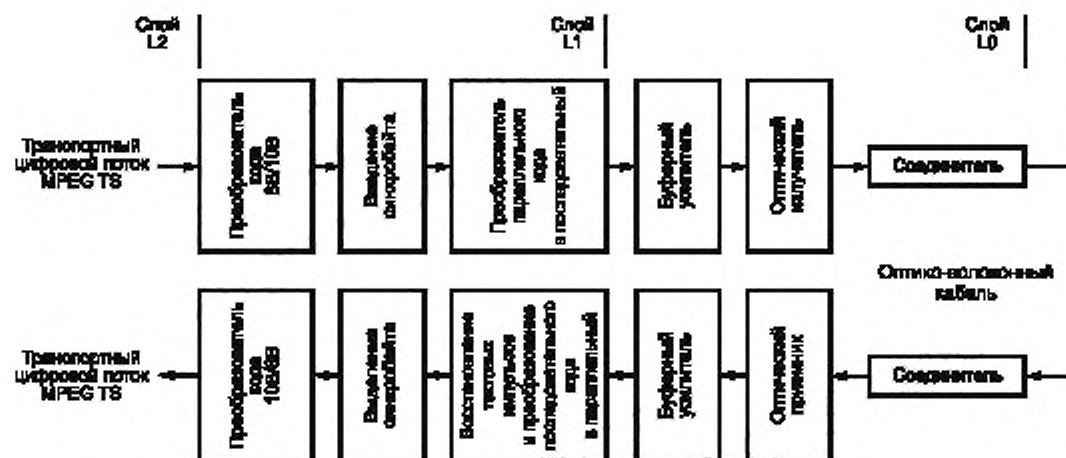 Слой
L2
Слой
L1
Слой
L0
Транспортный
цифровой поток
MPEG TS
Преобразователь
кода
8B/10B
Введение
синхробайта
Преобразователь
параллельного
кода
в последовательный
Буферный
усилитель
Оптический
излучатель
Соединитель
Оптико-волоконный
кабель
Транспортный
цифровой поток
MPEG TS
Преобразователь
кода
10B/8B
Выделение
синхробайта
Восстановление
тактовых
импульсов
и преобразование
последовательного
кода
в параллельный
Буферный
усилитель
Оптический
приемник
Соединитель